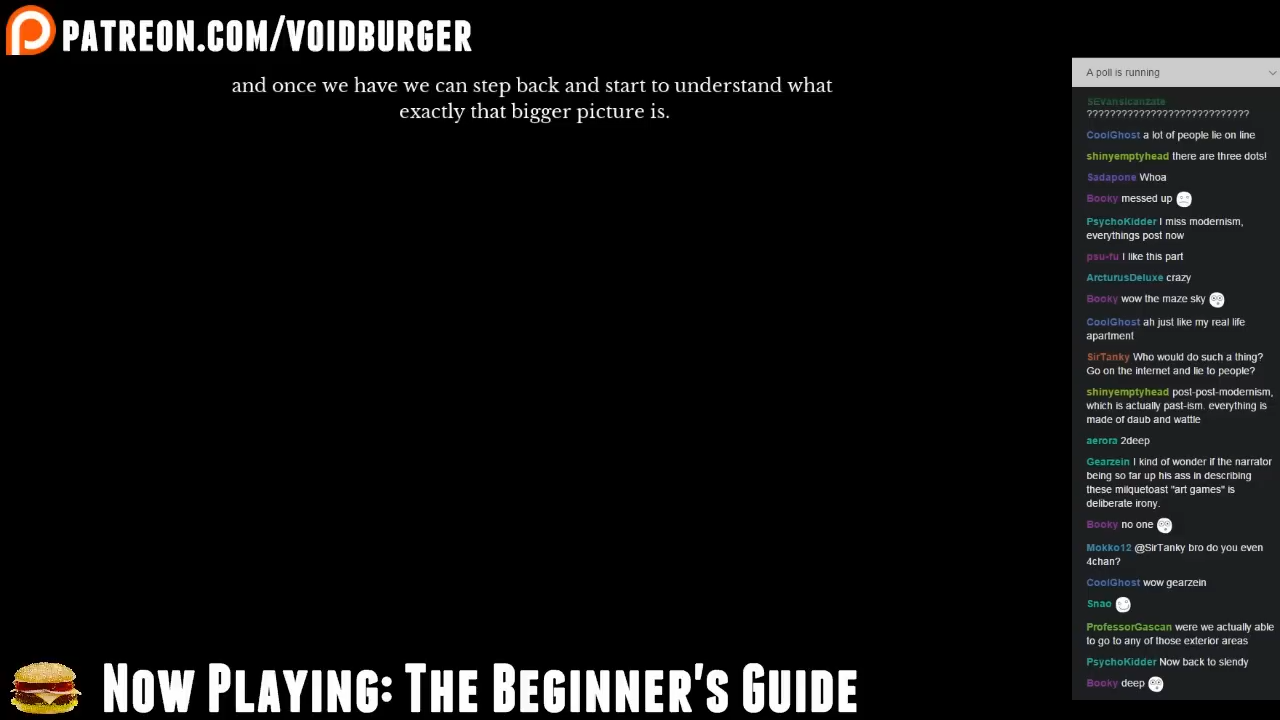 PATREON.COM/VOIDBURGER
and once we have we can step back and start to understand what
exactly that bigger picture is.
A poll is running
SEVansicanzate
????????????????????????????
CoolGhost a lot of people lie on line
shinyemptyhead there are three dots!
Sadapone Whoa
Booky messed up
PsychoKidder I miss modernism,
everythings post now
psu-fu I like this part
ArcturusDeluxe crazy
Booky wow the maze sky
CoolGhost ah just like my real life
apartment
SirTanky Who would do such a thing?
Go on the internet and lie to people?
shinyemptyhead post-post-modernism,
which is actually past-ism. everything is
made of daub and wattle
aerora 2deep
Gearzein I kind of wonder if the narrator
being so far up his ass in describing
these milquetoast "art games" is
deliberate irony.
Booky no one
Mokko12 @SirTanky bro do you even
4chan?
CoolGhost wow gearzein
Snao
ProfessorGascan were we actually able
to go to any of those exterior areas
PsychoKidder Now back to slendy
Booky deep
Now Playing: The Beginner's Guide